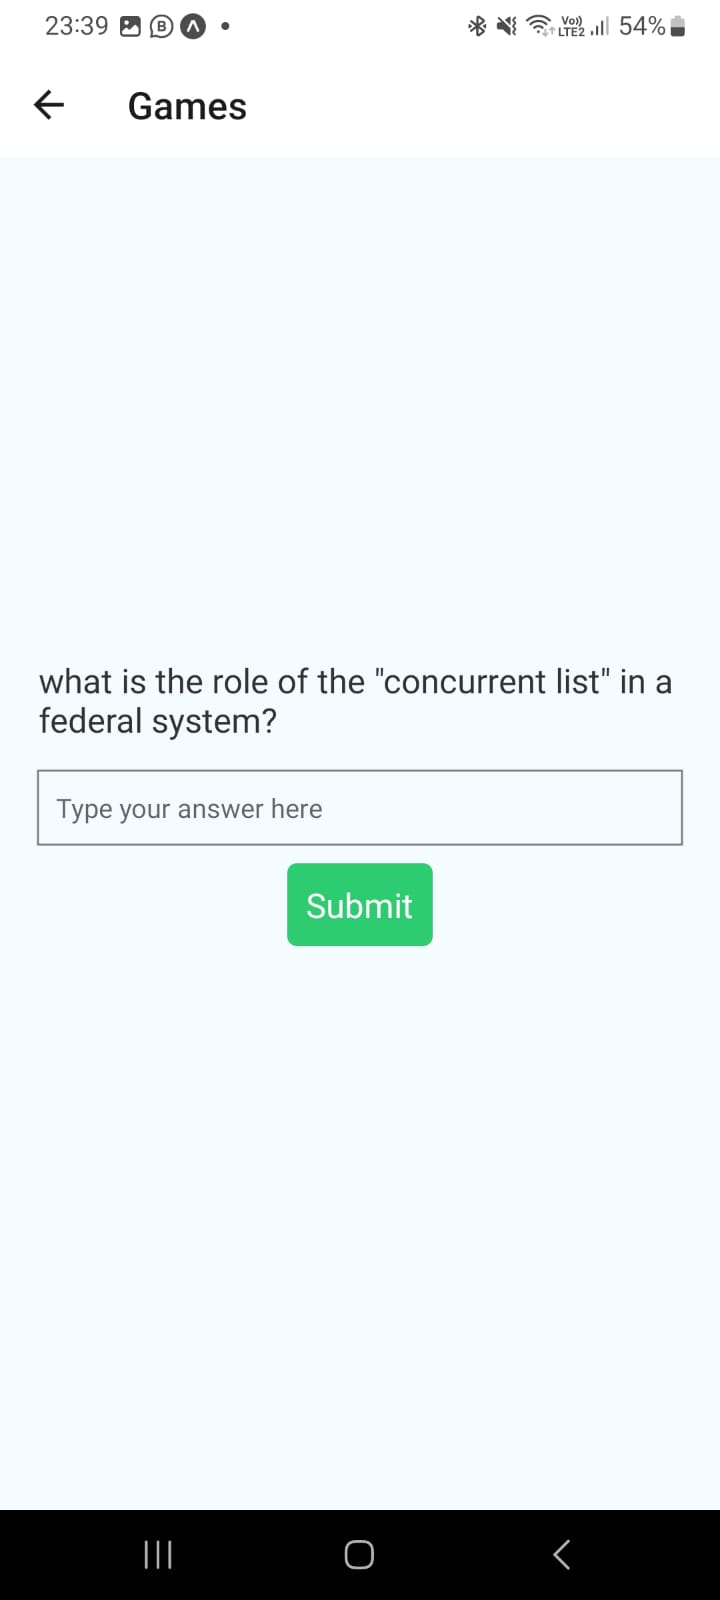 23:39
Vo)) LTE2 54%
Games
what is the role of the "concurrent list" in a
federal system?
Type your answer here
Submit